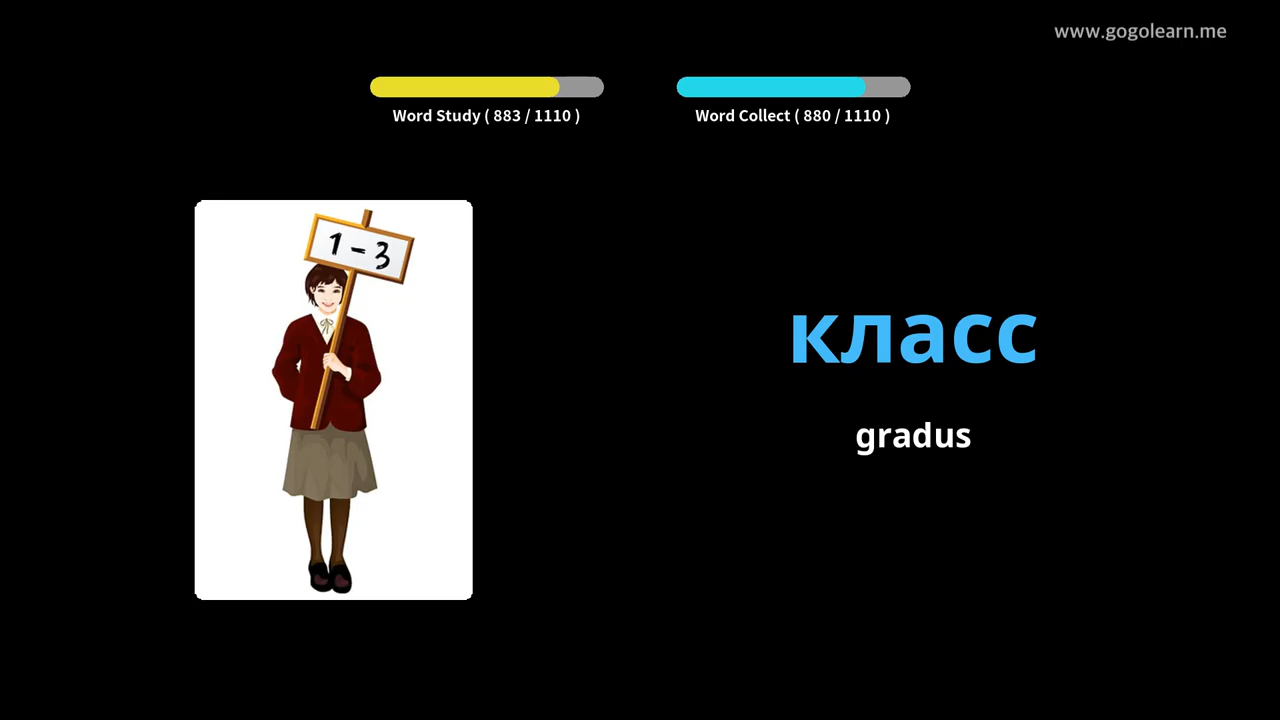 www.gogolearn.me
Word Study ( 883 / 1110 )
Word Collect ( 880 / 1110 )
1 - 3
класс
gradus